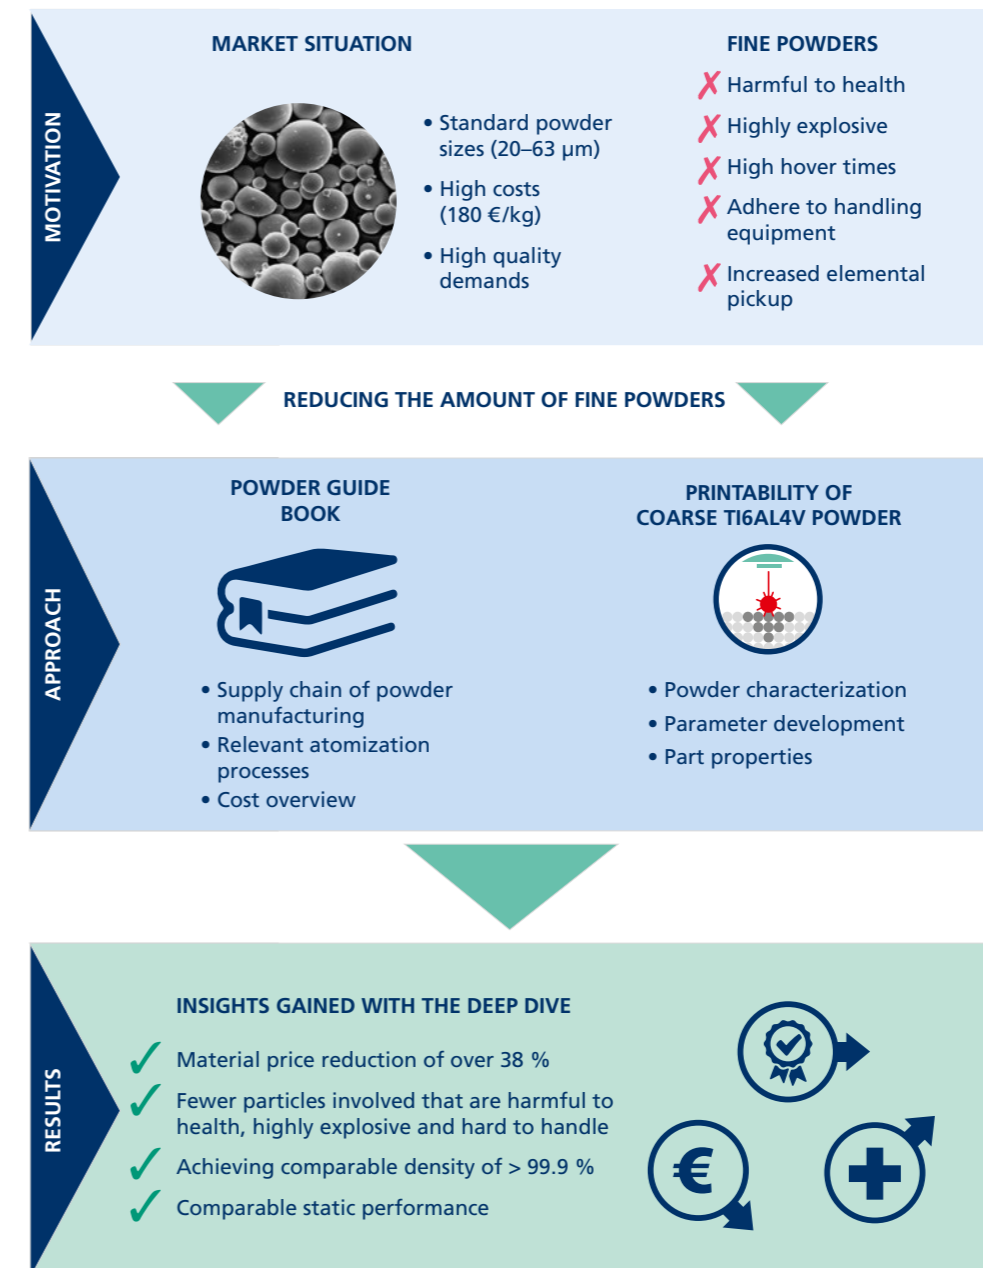 MOTIVATION
MARKET SITUATION
• Standard powder
sizes (20–63 µm)
• High costs
(180 €/kg)
• High quality
demands
FINE POWDERS
✗ Harmful to health
✗ Highly explosive
✗ High hover times
✗ Adhere to handling
equipment
✗ Increased elemental
pickup
REDUCING THE AMOUNT OF FINE POWDERS
APPROACH
POWDER GUIDE
BOOK
• Supply chain of powder
manufacturing
• Relevant atomization
processes
• Cost overview
PRINTABILITY OF
COARSE TI6AL4V POWDER
• Powder characterization
• Parameter development
• Part properties
RESULTS
INSIGHTS GAINED WITH THE DEEP DIVE
✓ Material price reduction of over 38 %
✓ Fewer particles involved that are harmful to
health, highly explosive and hard to handle
✓ Achieving comparable density of > 99.9 %
✓ Comparable static performance
€